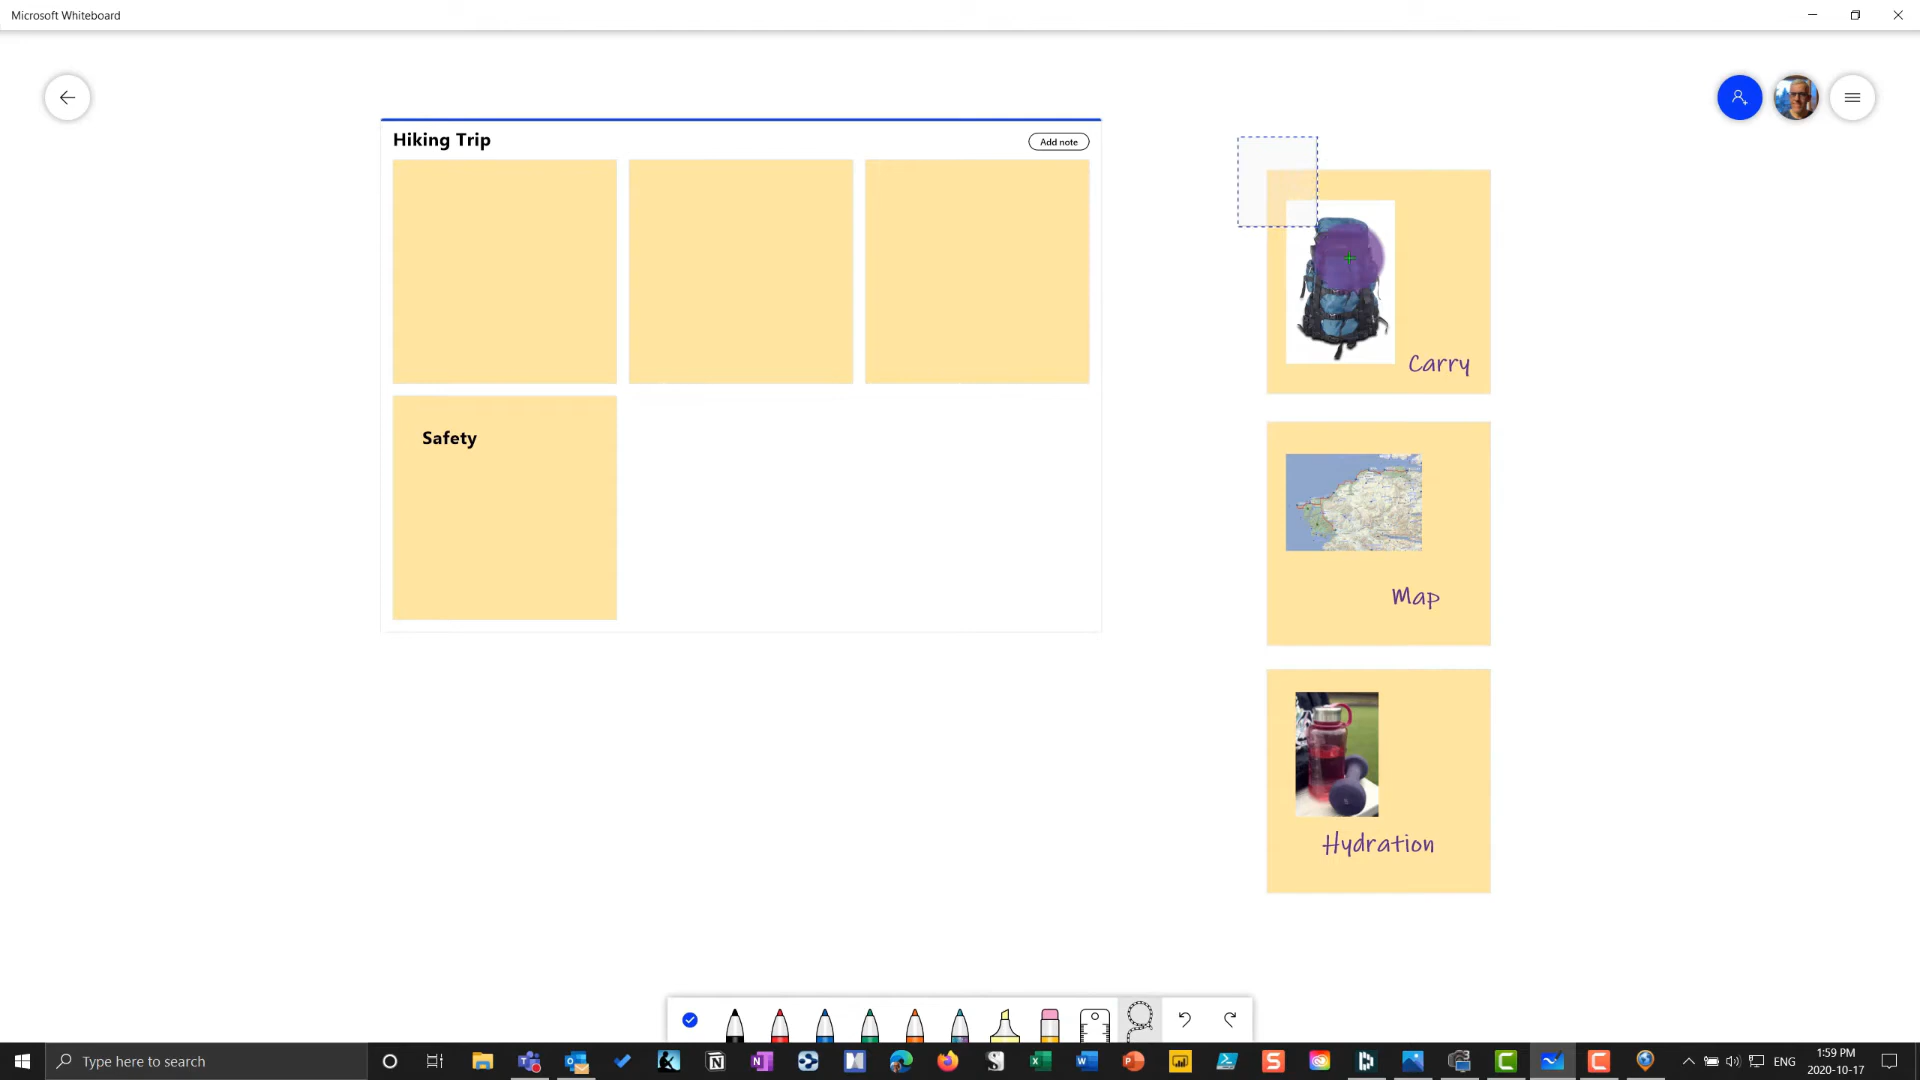 Microsoft Whiteboard
Hiking Trip
Add note
Safety
Carry
Map
Hydration
Type here to search
ENG
1:59 PM
2020-10-17